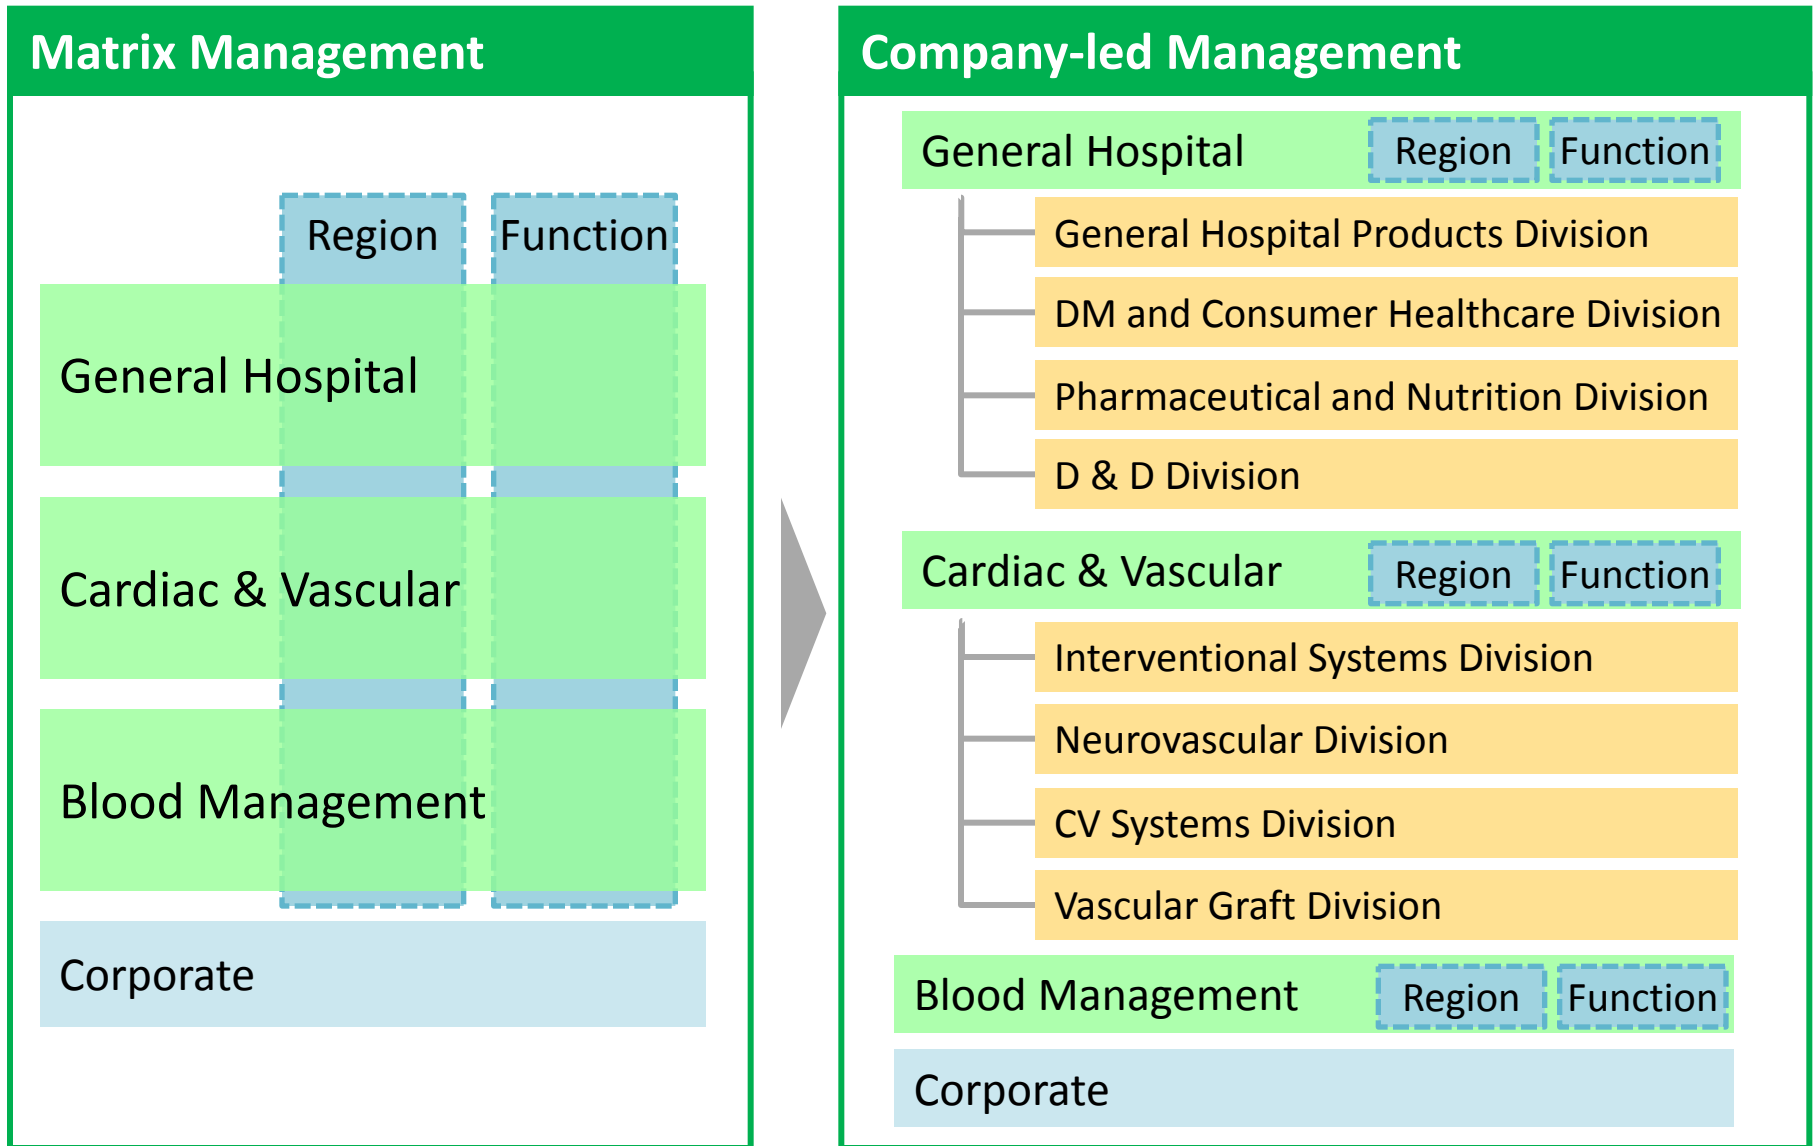 Matrix Management
Region
Function
General Hospital
Cardiac & Vascular
Blood Management
Corporate
Company-led Management
General Hospital
Region
Function
General Hospital Products Division
DM and Consumer Healthcare Division
Pharmaceutical and Nutrition Division
D & D Division
Cardiac & Vascular
Region
Function
Interventional Systems Division
Neurovascular Division
CV Systems Division
Vascular Graft Division
Blood Management
Region
Function
Corporate